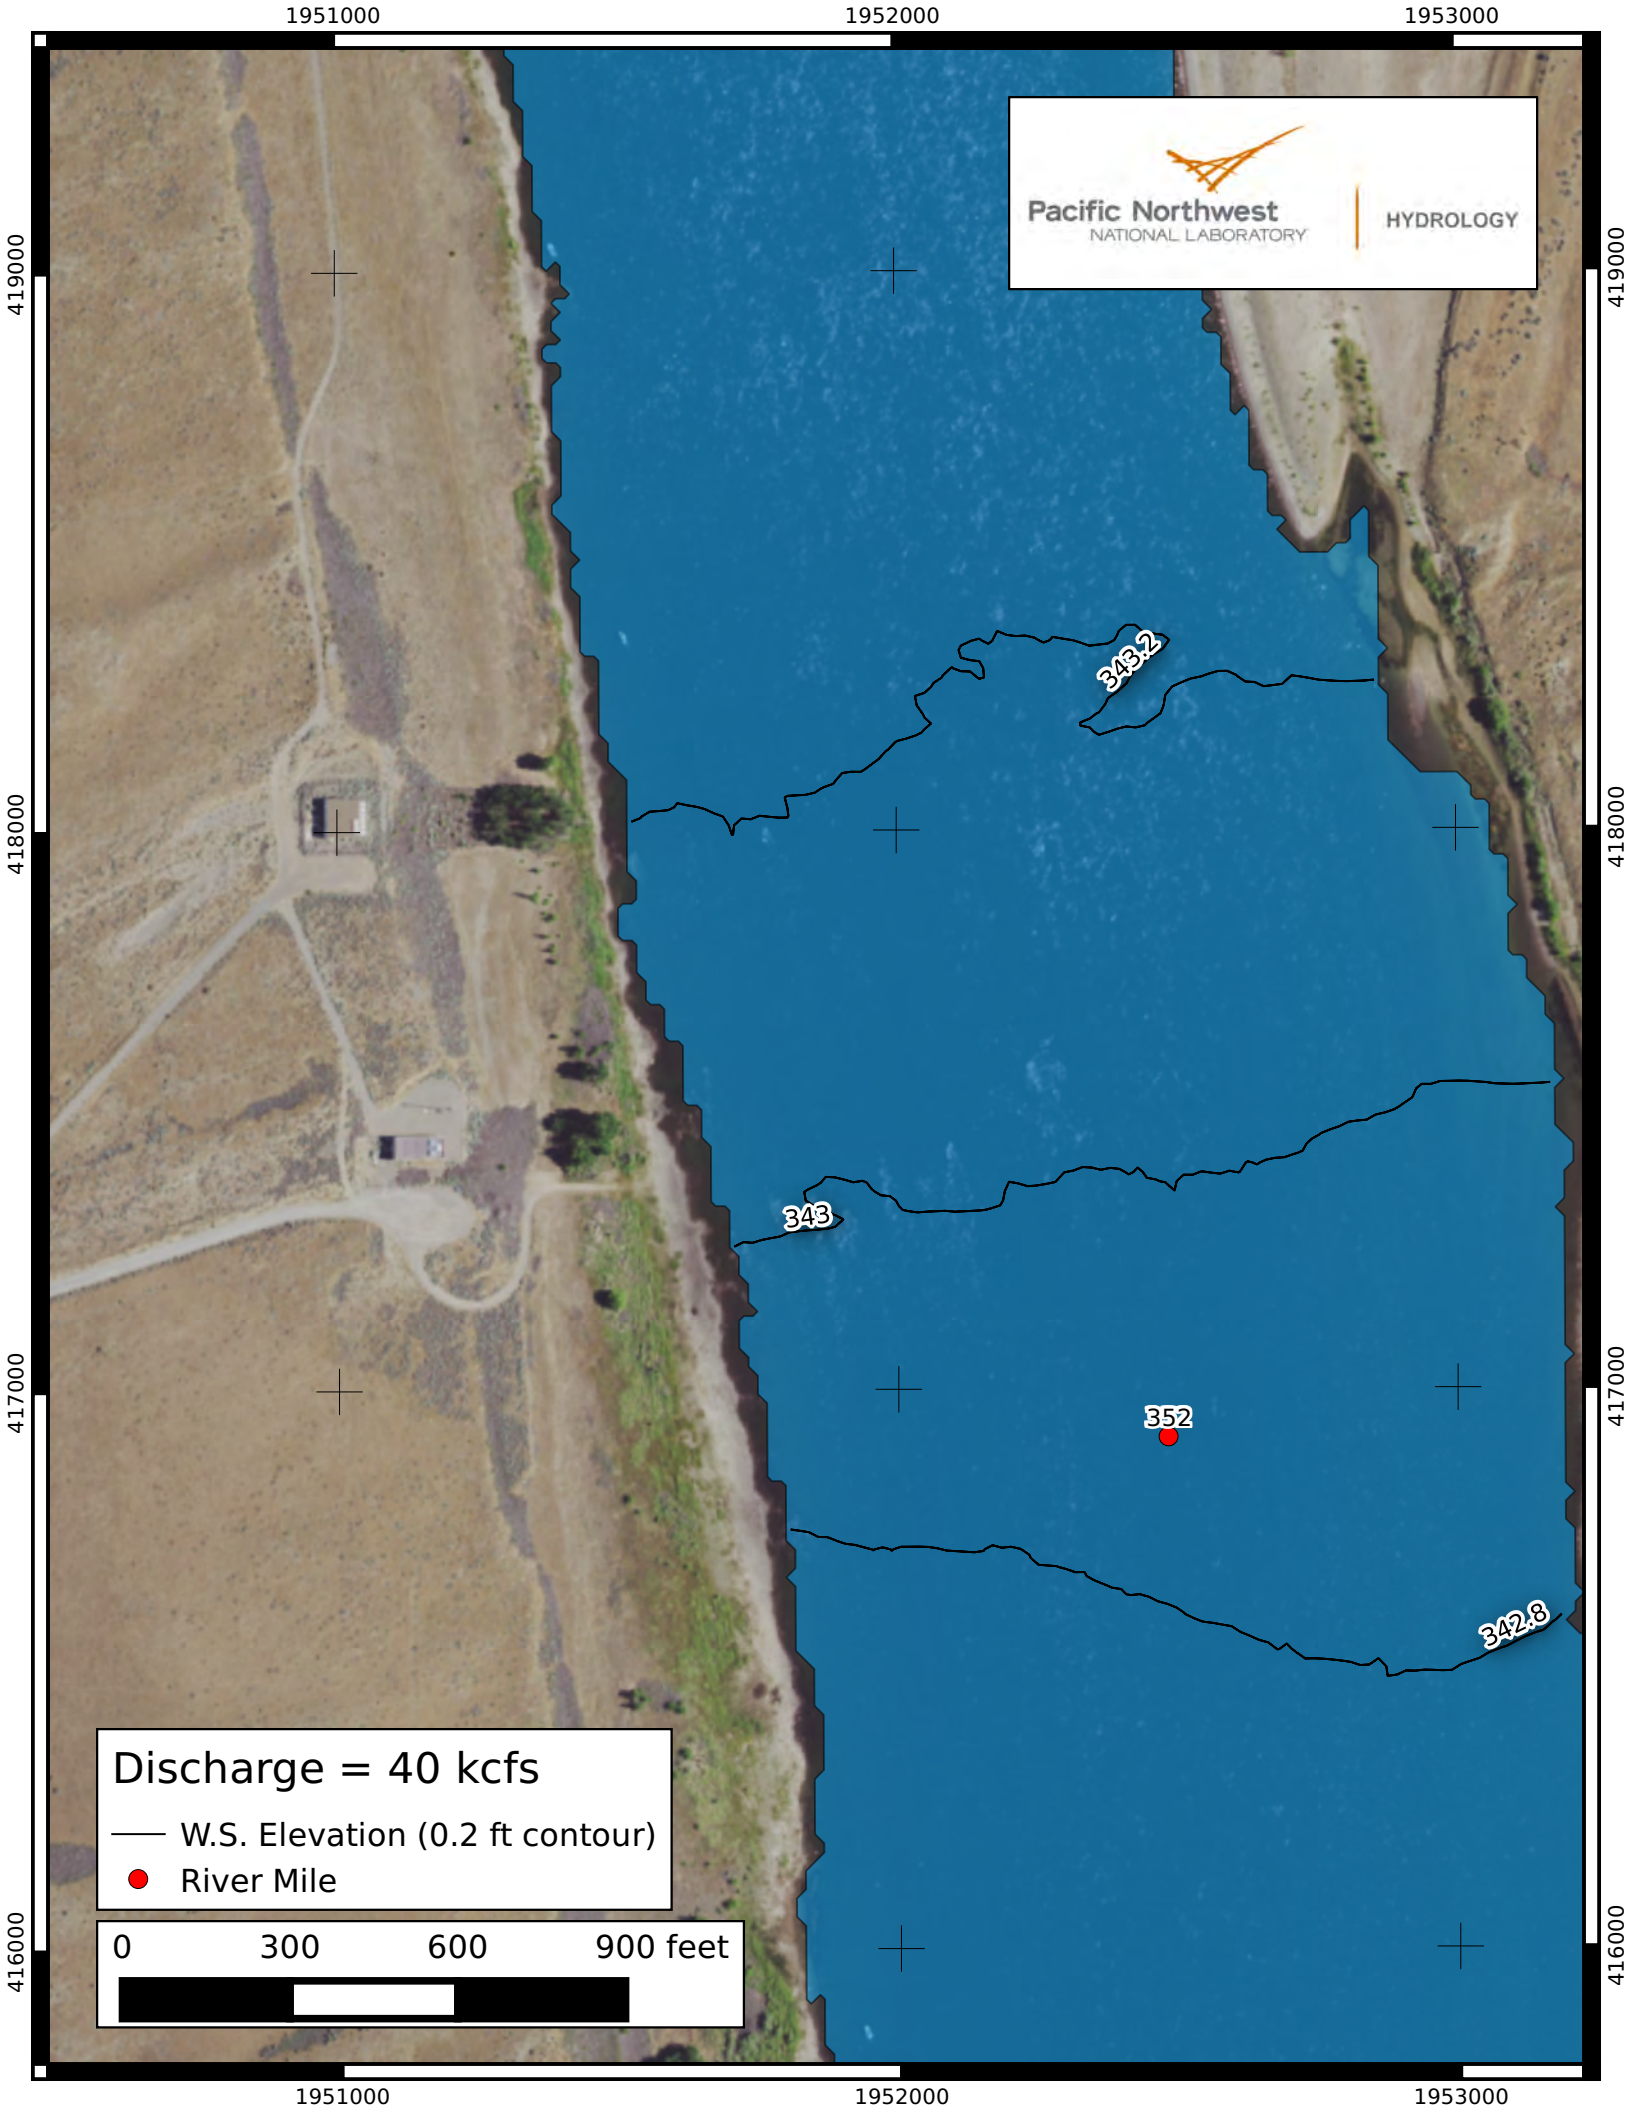 1951000 1952000 1953000
Pacific Northwest
NATIONAL LABORATORY
HYDROLOGY
419000 419000
343.2
418000 418000
343
417000 417000
352
342.8
Discharge = 40 kcfs
W.S. Elevation (0.2 ft contour)
River Mile
0 300 600 900 feet
416000 416000
1951000 1952000 1953000